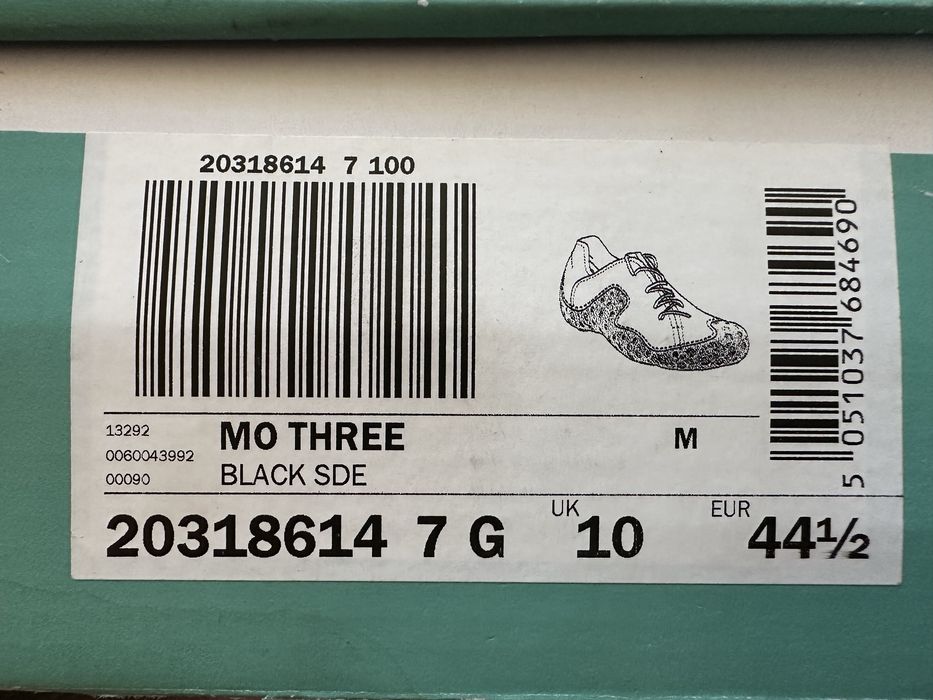 20318614 7 100
5 051037 684690
13292
0060043992
00090
MO THREE
BLACK SDE
M
20318614 7 G
UK 10
EUR 44½